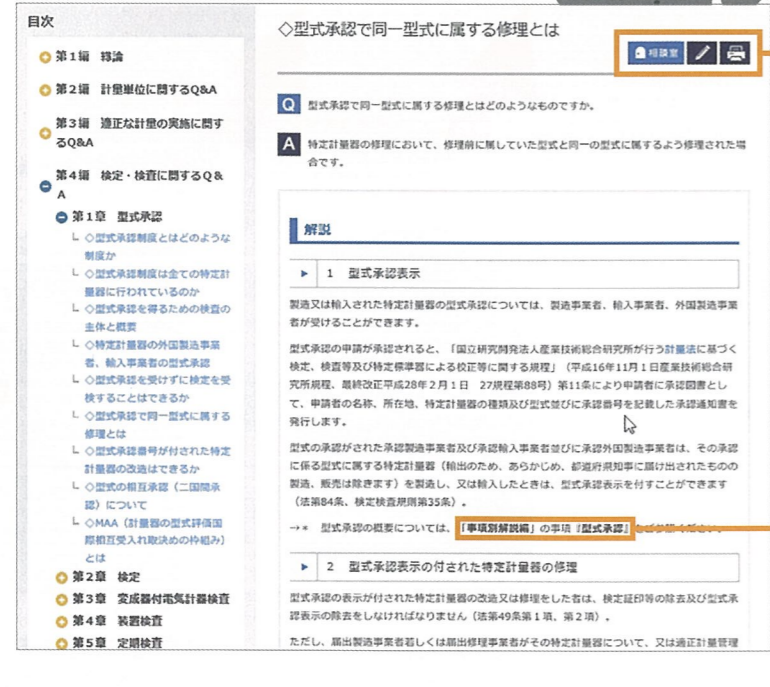 目次
第1編 総論
第2編 計量単位に関するQ&A
第3編 適正な計量の実施に関す
るQ&A
第4編 検定・検査に関するQ&
A
第1章 型式承認
└ ◇型式承認制度とはどのような
制度か
└ ◇型式承認制度は全ての特定計
量器に行われているのか
└ ◇型式承認を得るための検査の
主体と概要
└ ◇特定計量器の外国製造事業
者、輸入事業者の型式承認
└ ◇型式承認を受けずに検定を受
検することはできるか
└ ◇型式承認で同一型式に属する
修理とは
└ ◇型式承認番号が付された特定
計量器の改造はできるか
└ ◇型式の相互承認（二国間承
認）について
└ ◇MAA（計量器の型式評価国
際相互受入れ取決めの枠組み）
とは
第2章 検定
第3章 変成器付電気計器検査
第4章 装置検査
第5章 定期検査
◇型式承認で同一型式に属する修理とは
相談室
Q 型式承認で同一型式に属する修理とはどのようなものですか。
A 特定計量器の修理において、修理前に属していた型式と同一の型式に属するよう修理された場
合です。
解説
1 型式承認表示
製造又は輸入された特定計量器の型式承認については、製造事業者、輸入事業者、外国製造事業
者が受けることができます。
型式承認の申請が承認されると、「国立研究開発法人産業技術総合研究所が行う計量法に基づく
検定、検査等及び特定標準器による校正等に関する規程」（平成16年11月1日産業技術総合研
究所規程、最終改正平成28年2月1日 27規程第88号）第11条により申請者に承認図書とし
て、申請者の名称、所在地、特定計量器の種類及び型式並びに承認番号を記載した承認通知書を
発行します。
型式の承認がされた承認製造事業者及び承認輸入事業者並びに承認外国製造事業者は、その承認
に係る型式に属する特定計量器（輸出のため、あらかじめ、都道府県知事に届け出されたものの
製造、販売は除きます）を製造し、又は輸入したときは、型式承認表示を付すことができます
（法第84条、検定検査規則第35条）。
→＊ 型式承認の概要については、「事項別解説編」の事項『型式承認』をご参照ください。
2 型式承認表示の付された特定計量器の修理
型式承認の表示が付された特定計量器の改造又は修理をした者は、検定証印等の除去及び型式承
認表示の除去をしなければなりません（法第49条第1項、第2項）。
ただし、届出製造事業者若しくは届出修理事業者がその特定計量器について、又は適正計量管理